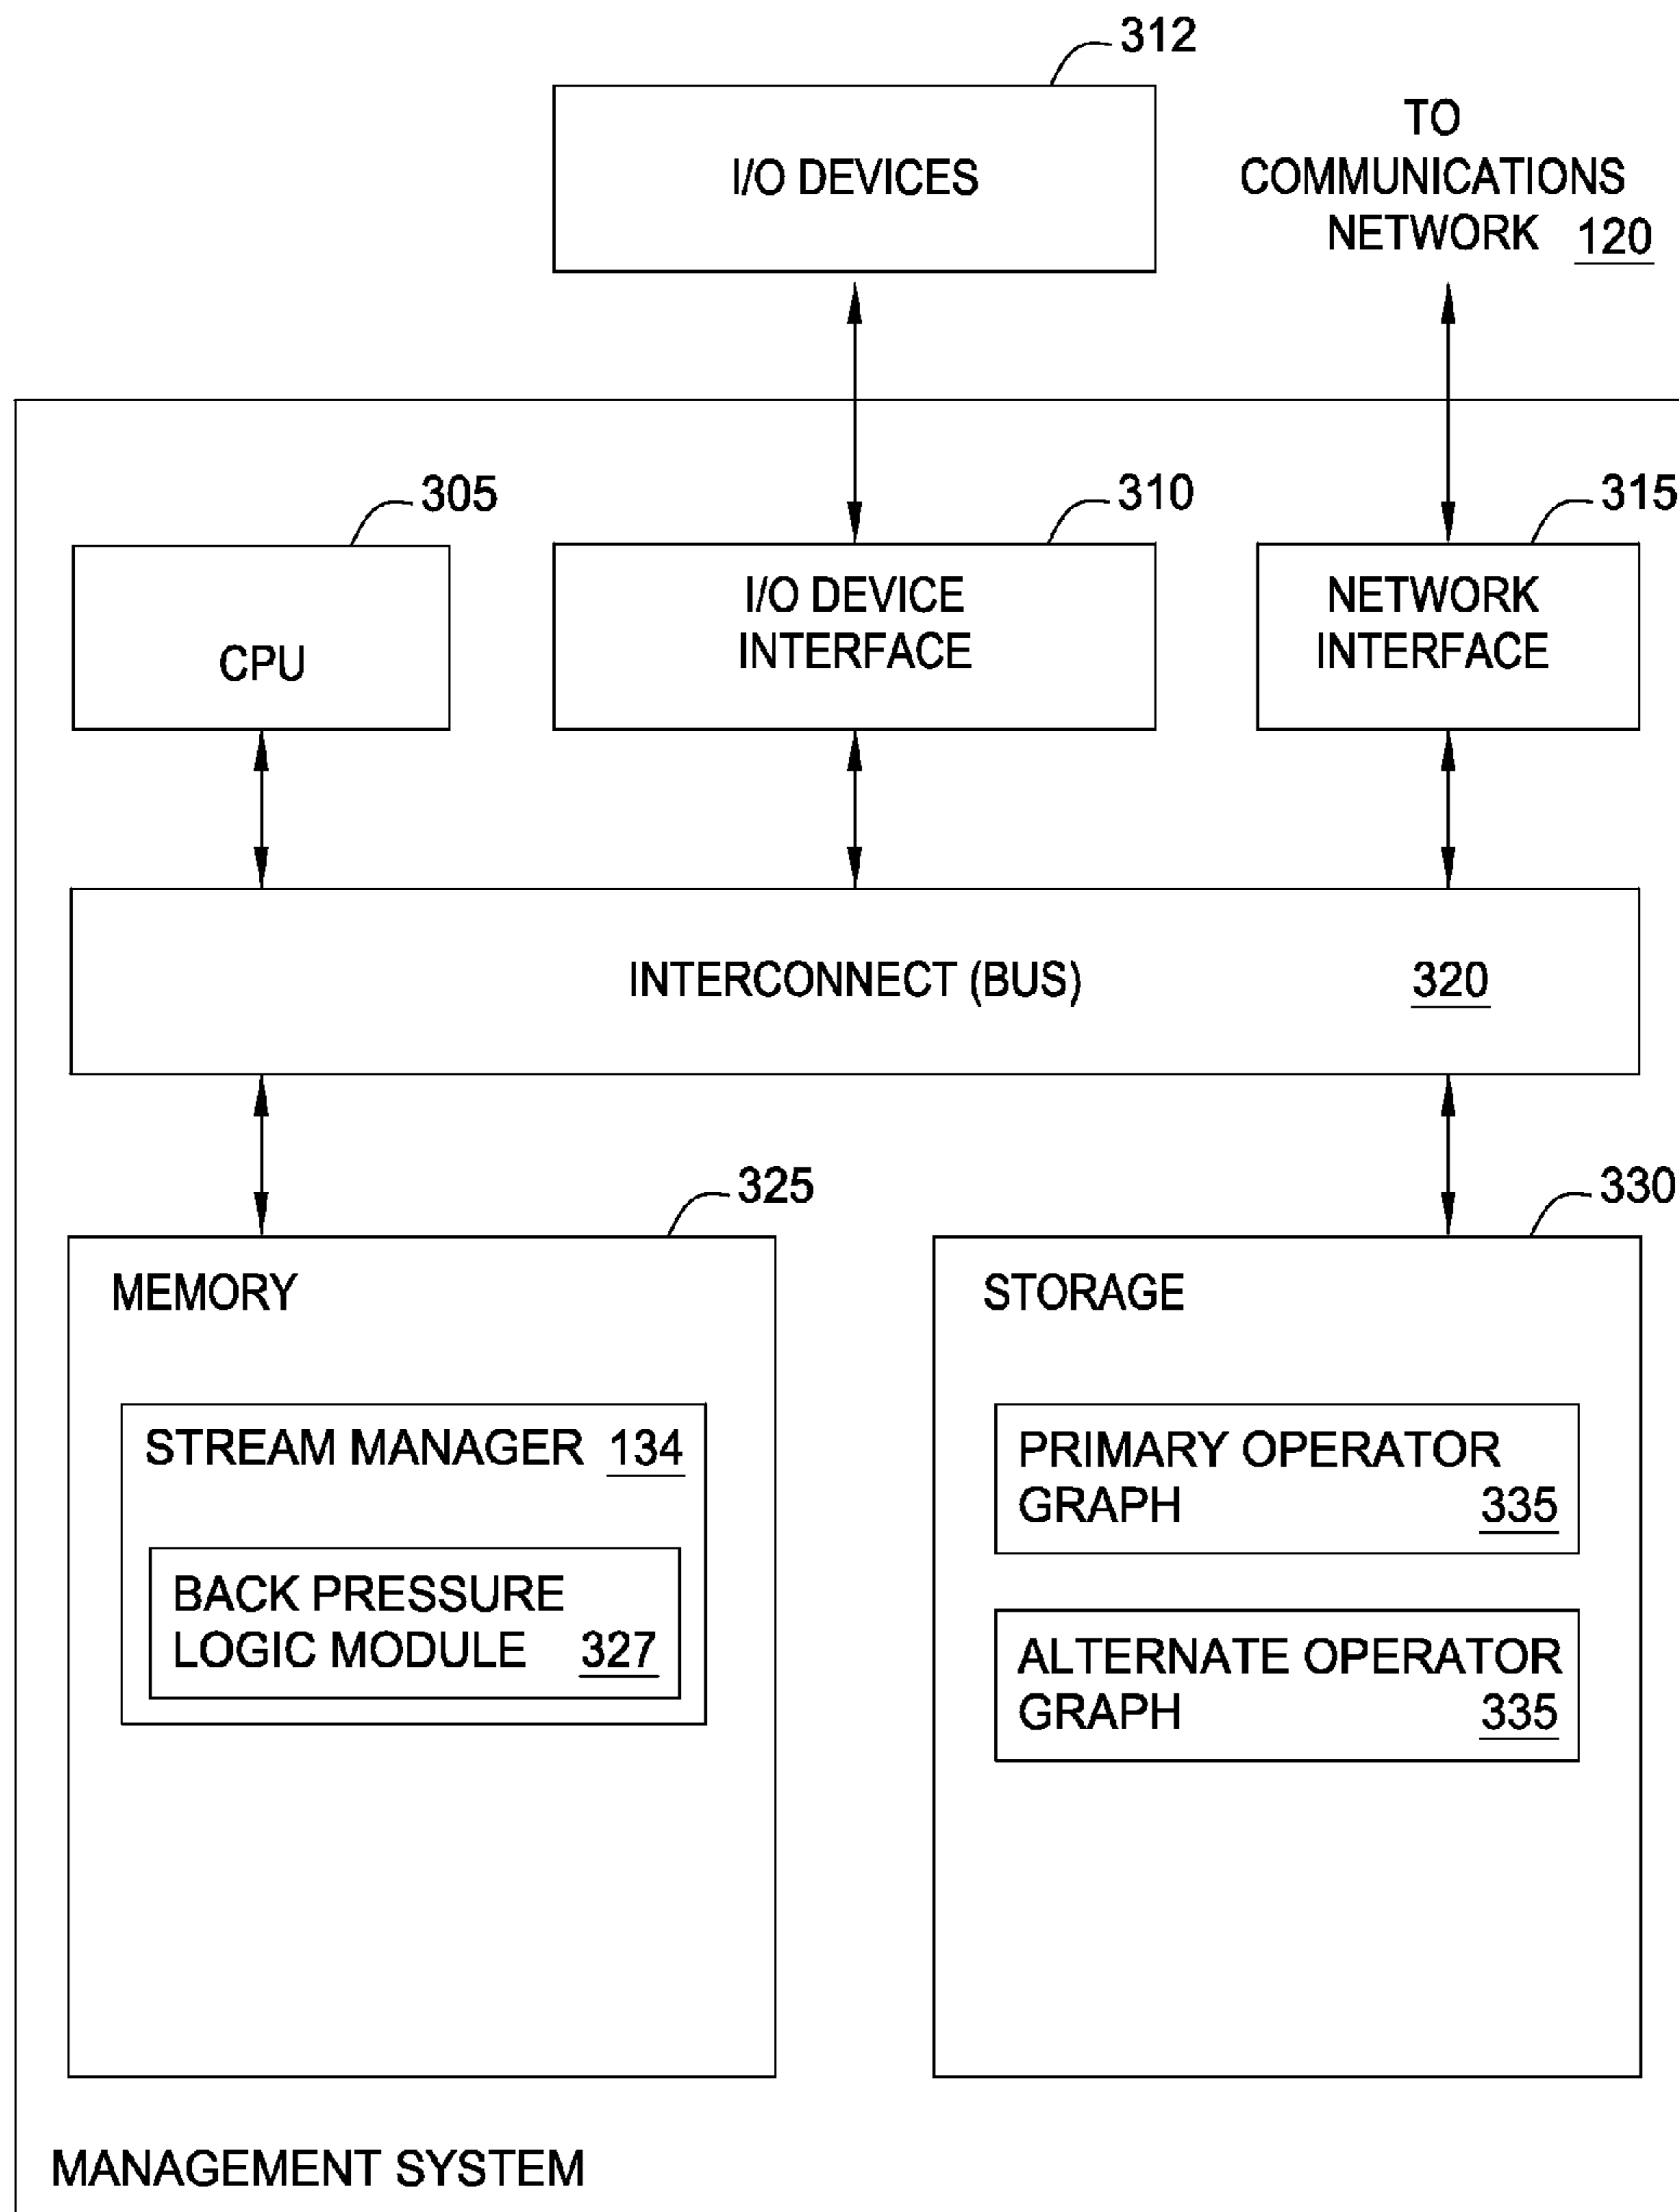 312
I/O DEVICES
TO
COMMUNICATIONS
NETWORK 120
305
310
315
CPU
I/O DEVICE
INTERFACE
NETWORK
INTERFACE
INTERCONNECT (BUS) 320
325
330
MEMORY
STREAM MANAGER 134
BACK PRESSURE
LOGIC MODULE 327
STORAGE
PRIMARY OPERATOR
GRAPH 335
ALTERNATE OPERATOR
GRAPH 335
MANAGEMENT SYSTEM